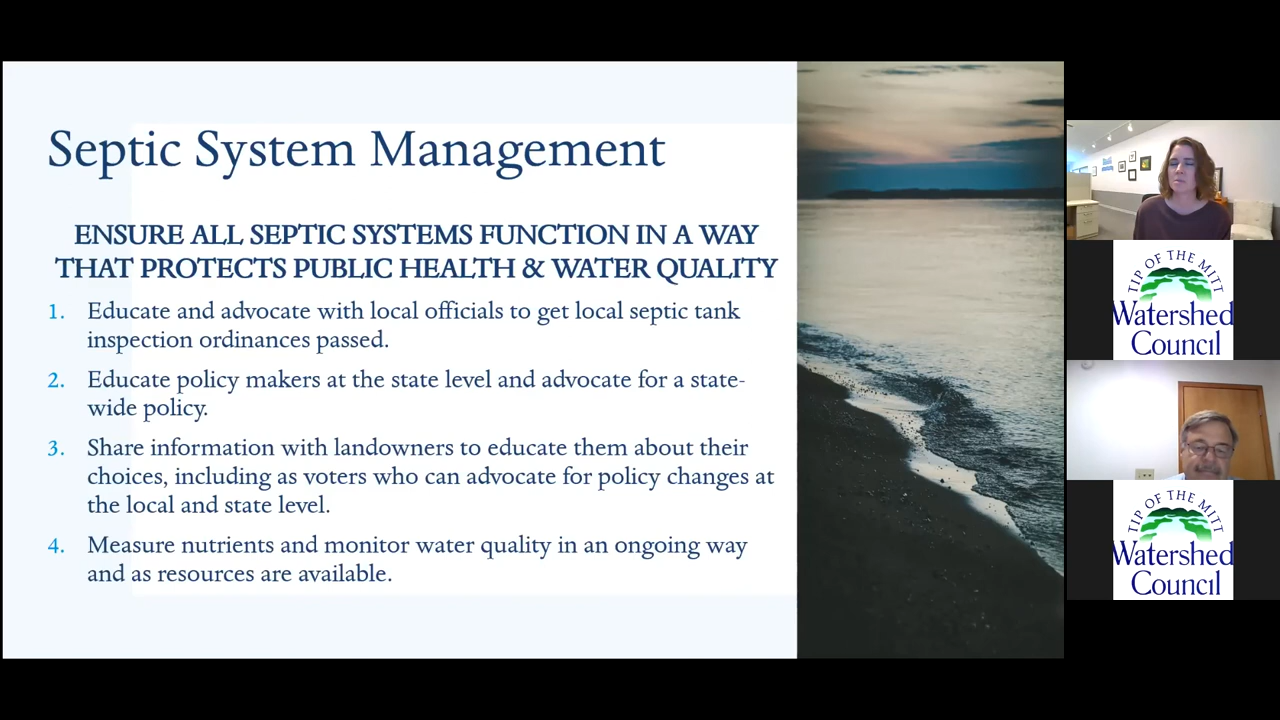 Septic System Management
ENSURE ALL SEPTIC SYSTEMS FUNCTION IN A WAY
THAT PROTECTS PUBLIC HEALTH & WATER QUALITY
1. Educate and advocate with local officials to get local septic tank
inspection ordinances passed.
2. Educate policy makers at the state level and advocate for a state-
wide policy.
3. Share information with landowners to educate them about their
choices, including as voters who can advocate for policy changes at
the local and state level.
4. Measure nutrients and monitor water quality in an ongoing way
and as resources are available.
TIP OF THE MITT
Watershed
Council
TIP OF THE MITT
Watershed
Council